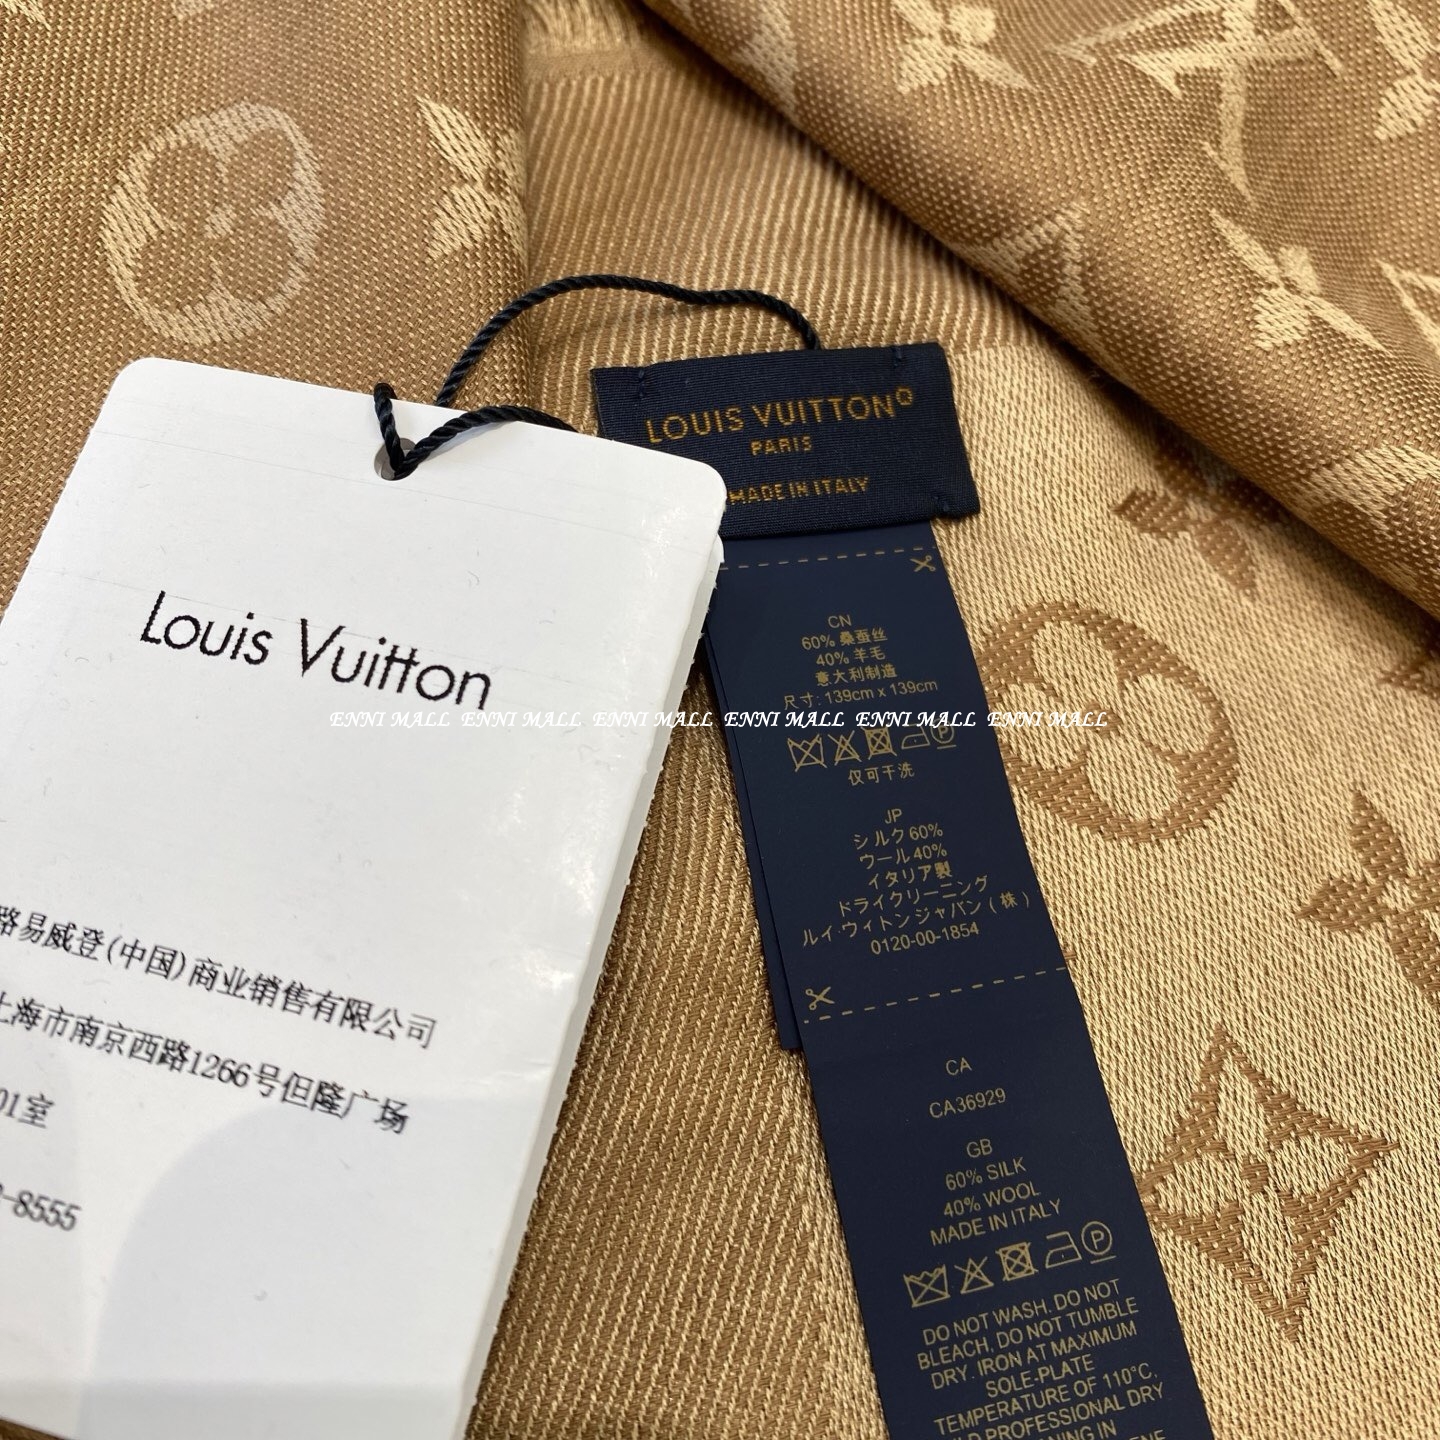 LOUIS VUITTON
PARIS
MADE IN ITALY
Louis Vuitton
路易威登(中国)商业销售有限公司
上海市南京西路1266号但隆广场
01室
-8555
ENNI MALL ENNI MALL ENNI MALL ENNI MALL ENNI MALL ENNI MALL
CN
60% 桑蚕丝
40% 羊毛
意大利制造
尺寸: 139cm x 139cm
仅可干洗
JP
シルク60%
ウール40%
イタリア製
ドライクリーニング
ルイ・ヴィトンジャパン(株)
0120-00-1854
CA
CA36929
GB
60% SILK
40% WOOL
MADE IN ITALY
DO NOT WASH. DO NOT
BLEACH, DO NOT TUMBLE
DRY. IRON AT MAXIMUM
SOLE-PLATE
TEMPERATURE OF 110°C.
PROFESSIONAL DRY